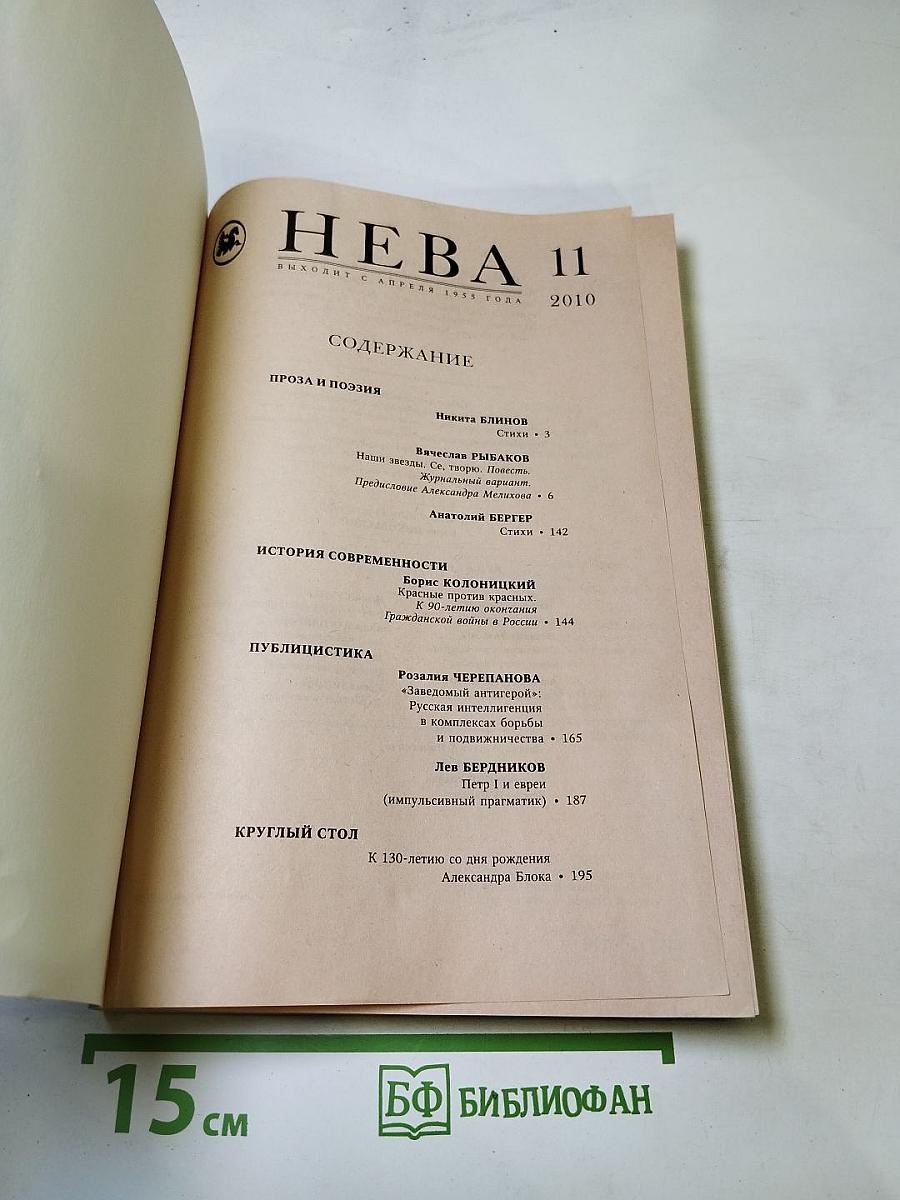 НЕВА 11
ВЫХОДИТ С АПРЕЛЯ 1955 ГОДА
2010
СОДЕРЖАНИЕ
ПРОЗА И ПОЭЗИЯ
Никита БЛИНОВ
Стихи • 3
Вячеслав РЫБАКОВ
Наши звезды. Се, творю. Повесть.
Журнальный вариант.
Предисловие Александра Мелихова • 6
Анатолий БЕРГЕР
Стихи • 142
ИСТОРИЯ СОВРЕМЕННОСТИ
Борис КОЛОНИЦКИЙ
Красные против красных.
К 90-летию окончания
Гражданской войны в России • 144
ПУБЛИЦИСТИКА
Розалия ЧЕРЕПАНОВА
«Заведомый антигерой»:
Русская интеллигенция
в комплексах борьбы
и подвижничества • 165
Лев БЕРДНИКОВ
Петр I и евреи
(импульсивный прагматик) • 187
КРУГЛЫЙ СТОЛ
К 130-летию со дня рождения
Александра Блока • 195
15 см
БФ БИБЛИОФАН